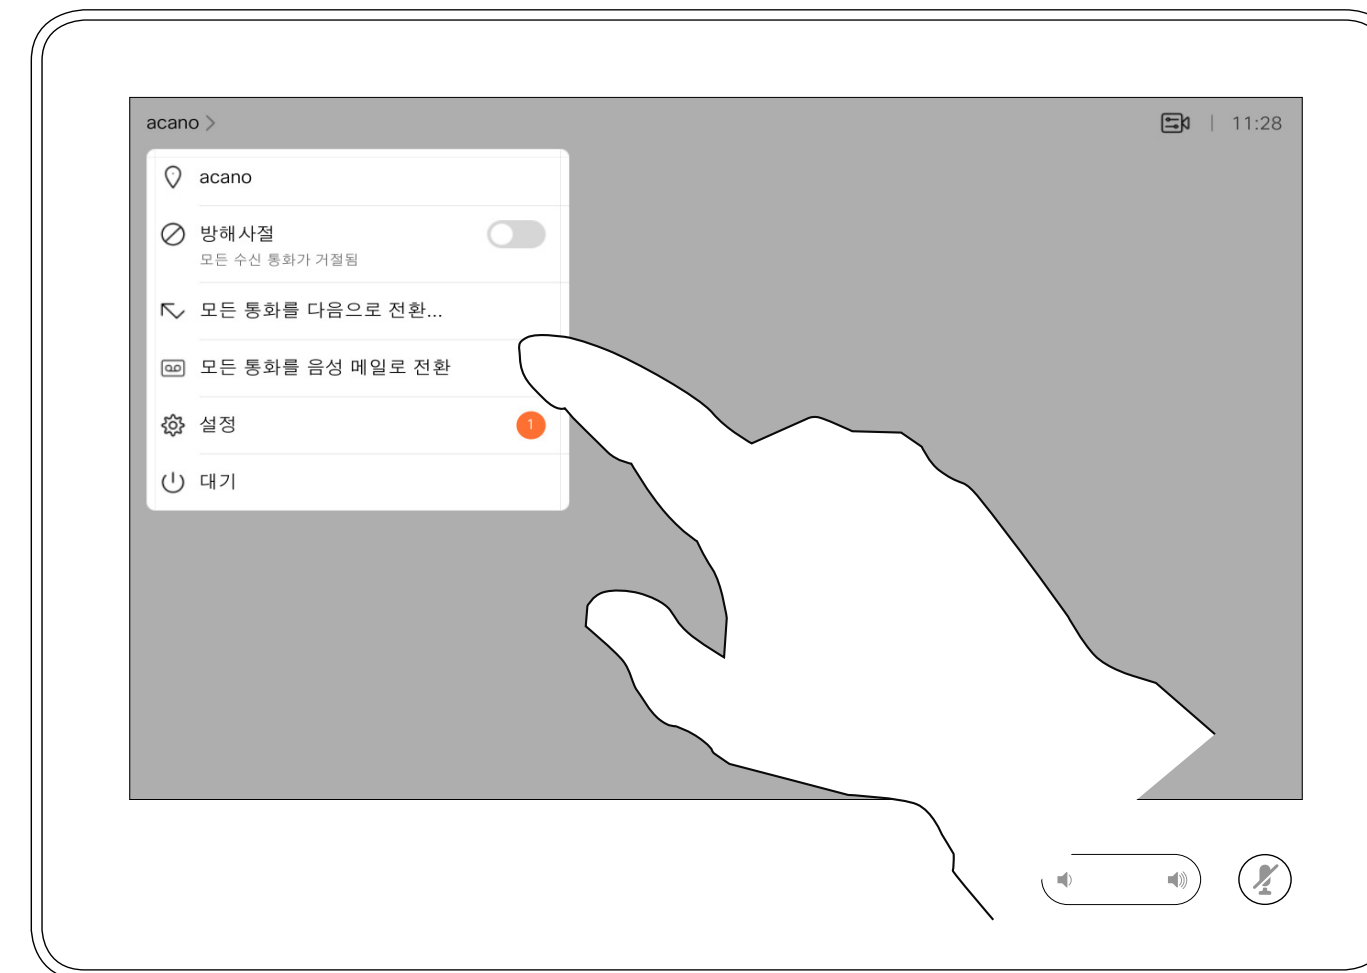 acano >
11:28
acano
방해사절
모든 수신 통화가 거절됨
모든 통화를 다음으로 전환...
모든 통화를 음성 메일로 전환
설정
1
대기